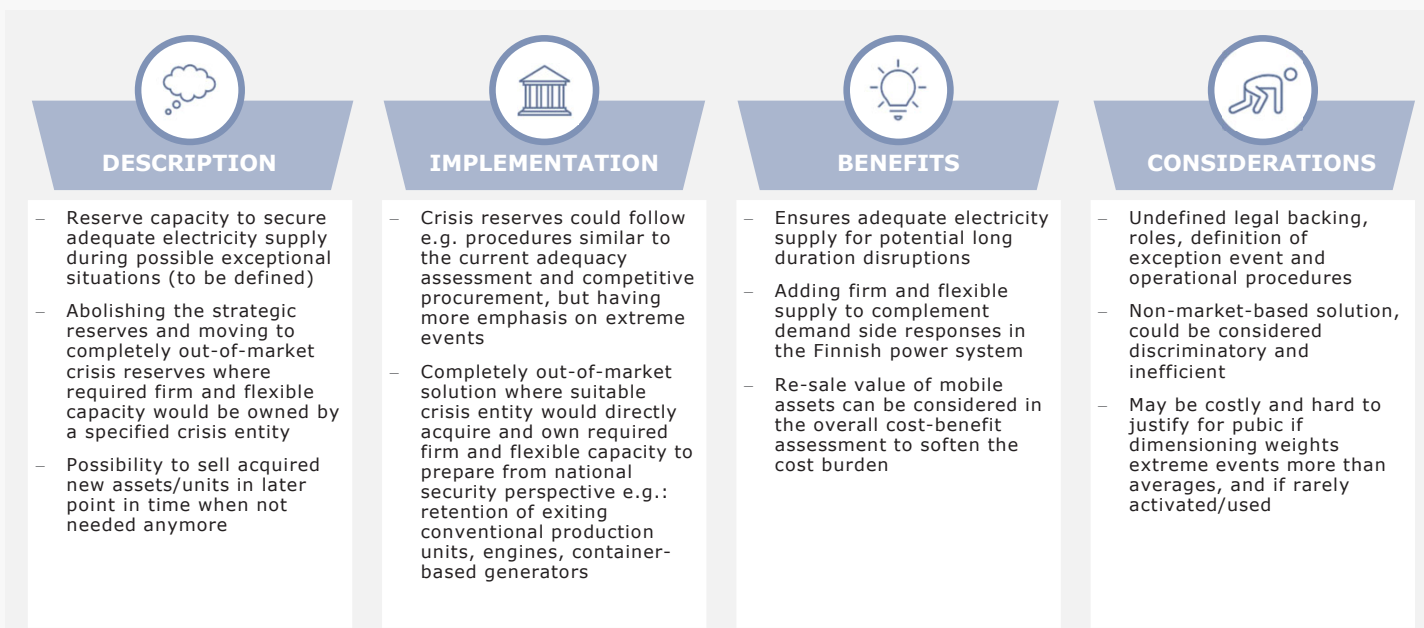 DESCRIPTION
– Reserve capacity to secure
adequate electricity supply
during possible exceptional
situations (to be defined)
– Abolishing the strategic
reserves and moving to
completely out-of-market
crisis reserves where
required firm and flexible
capacity would be owned by
a specified crisis entity
– Possibility to sell acquired
new assets/units in later
point in time when not
needed anymore
IMPLEMENTATION
– Crisis reserves could follow
e.g. procedures similar to
the current adequacy
assessment and competitive
procurement, but having
more emphasis on extreme
events
– Completely out-of-market
solution where suitable
crisis entity would directly
acquire and own required
firm and flexible capacity to
prepare from national
security perspective e.g.:
retention of exiting
conventional production
units, engines, container-
based generators
BENEFITS
– Ensures adequate electricity
supply for potential long
duration disruptions
– Adding firm and flexible
supply to complement
demand side responses in
the Finnish power system
– Re-sale value of mobile
assets can be considered in
the overall cost-benefit
assessment to soften the
cost burden
CONSIDERATIONS
– Undefined legal backing,
roles, definition of
exception event and
operational procedures
– Non-market-based solution,
could be considered
discriminatory and
inefficient
– May be costly and hard to
justify for pubic if
dimensioning weights
extreme events more than
averages, and if rarely
activated/used